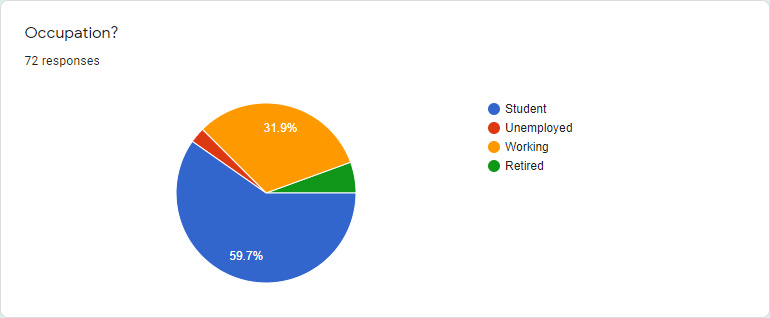 Occupation?
72 responses
31.9%
59.7%
Student
Unemployed
Working
Retired